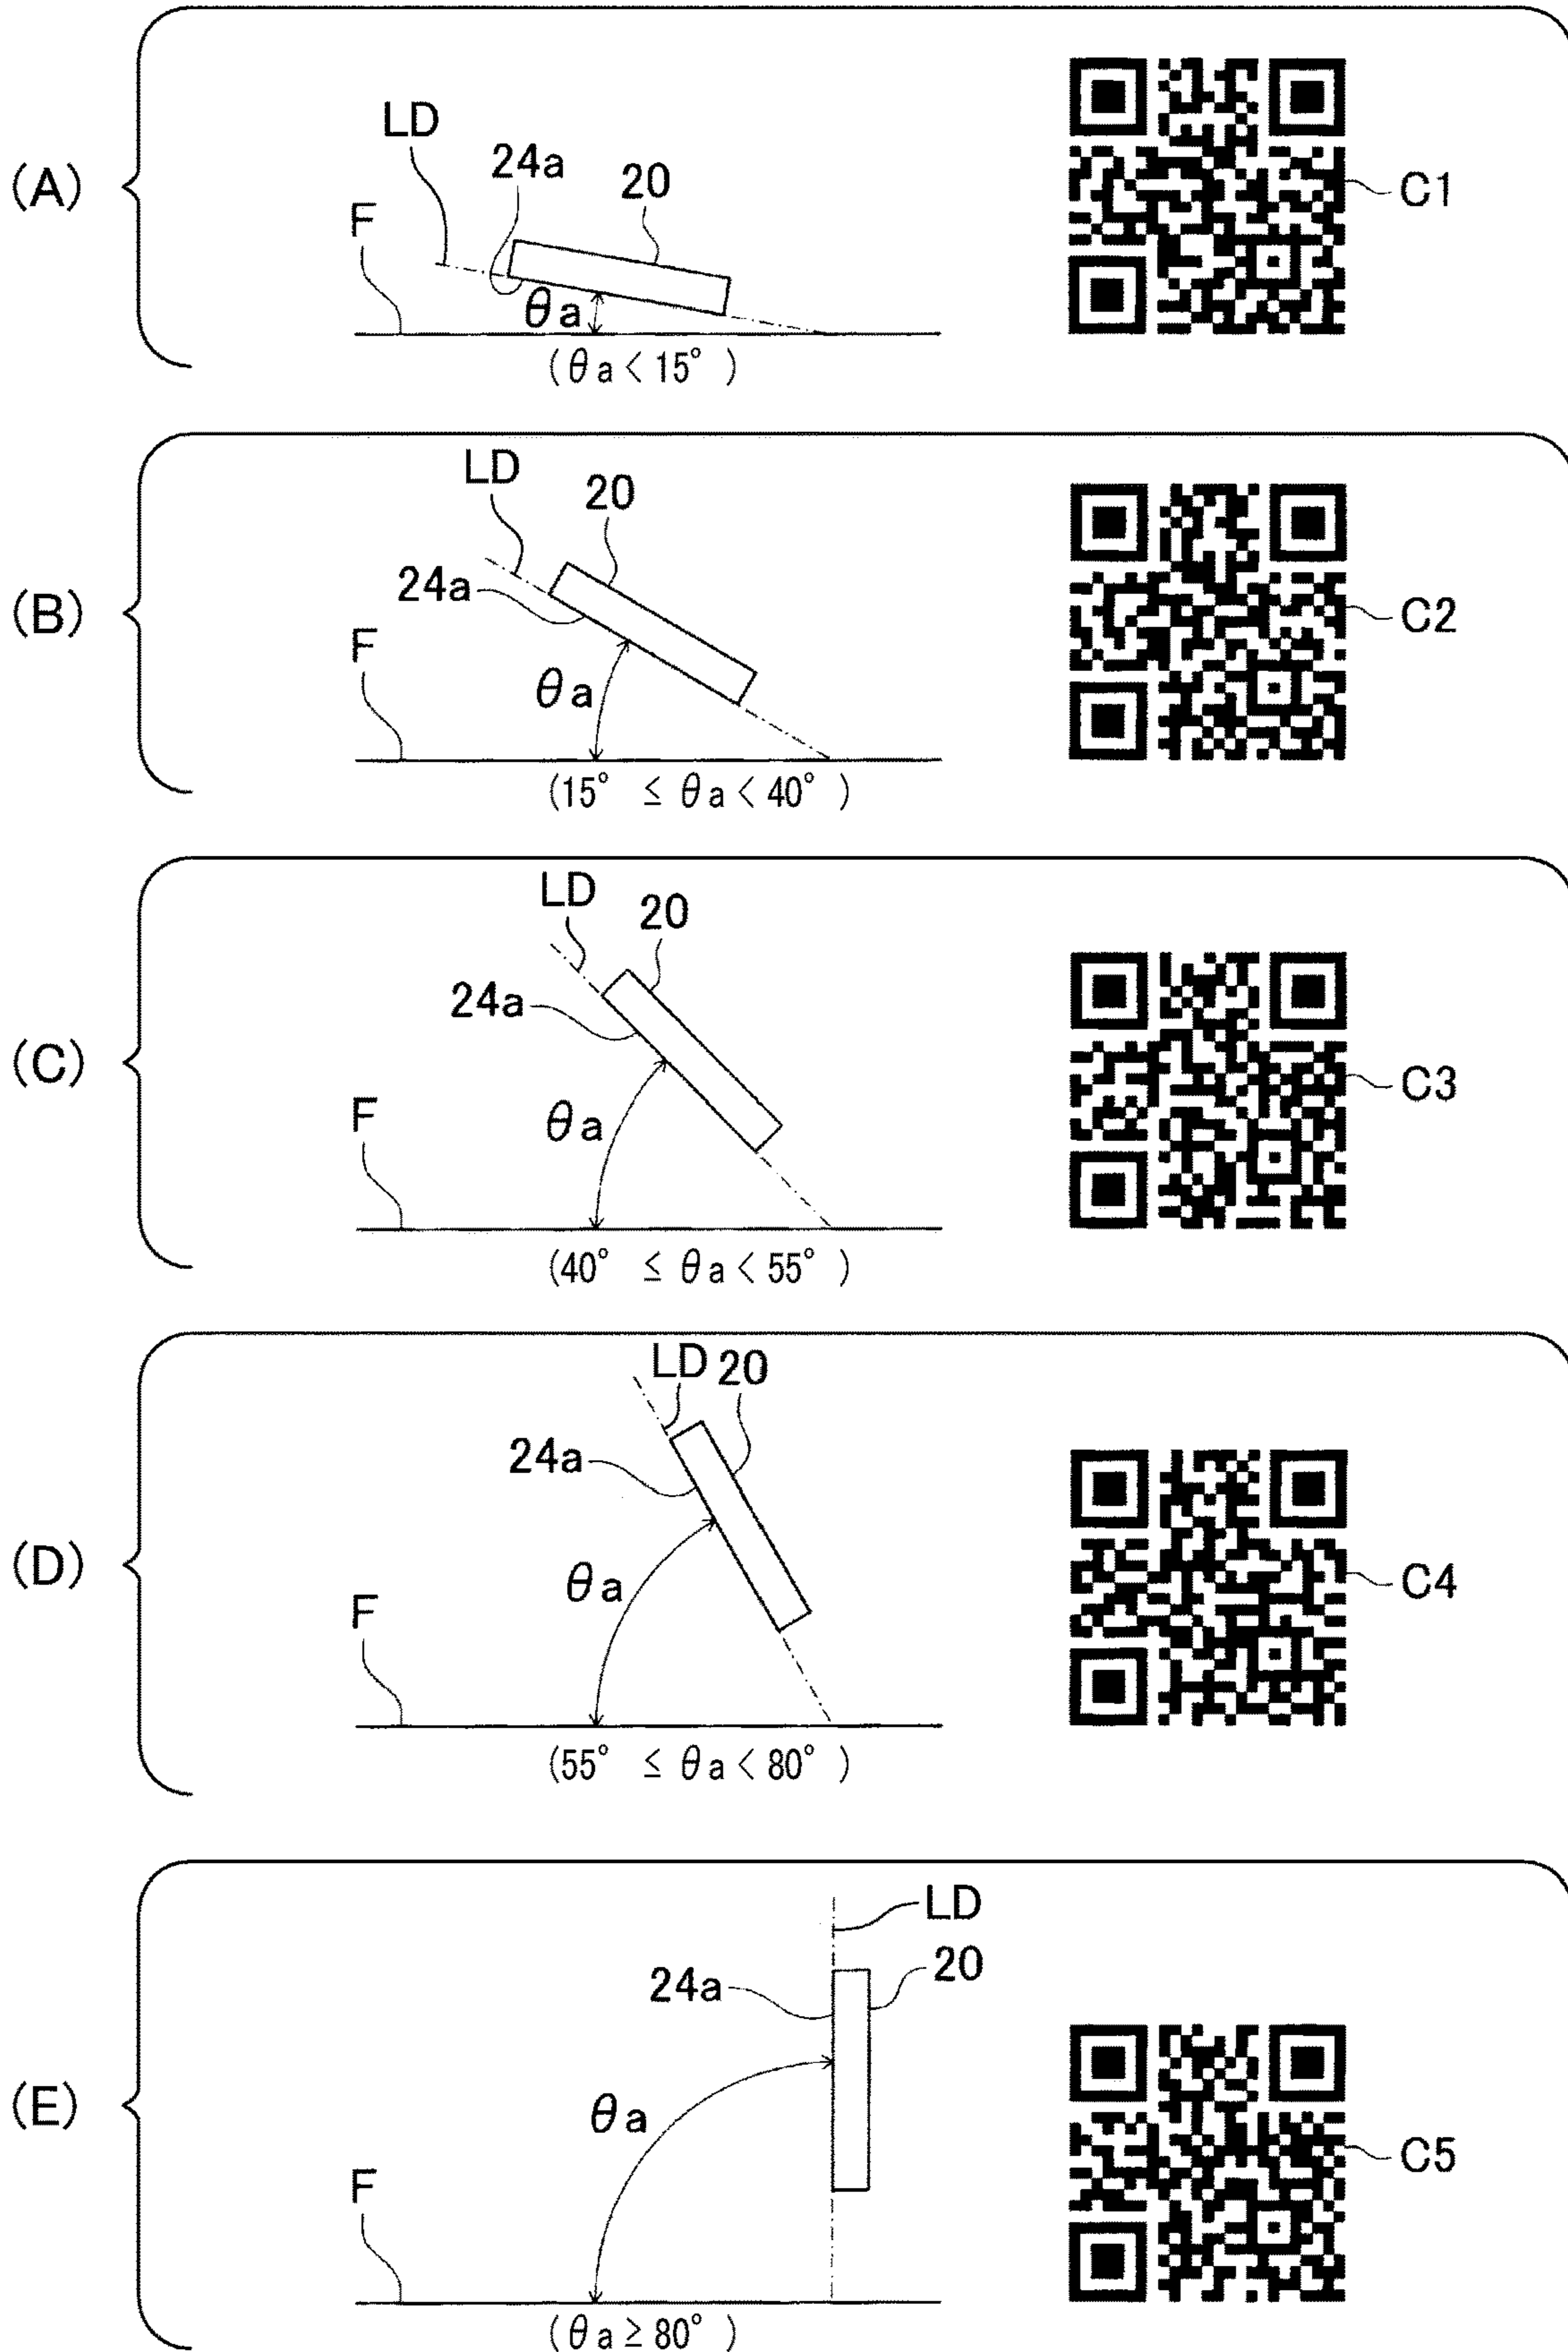 (A)
LD
24a
20
F
θa
(θa<15°)
C1
(B)
LD
20
24a
F
θa
(15° ≤ θa<40°)
C2
(C)
LD
20
24a
F
θa
(40° ≤ θa<55°)
C3
(D)
LD 20
24a
F
θa
(55° ≤ θa<80°)
C4
(E)
LD
20
24a
F
θa
(θa≥80°)
C5